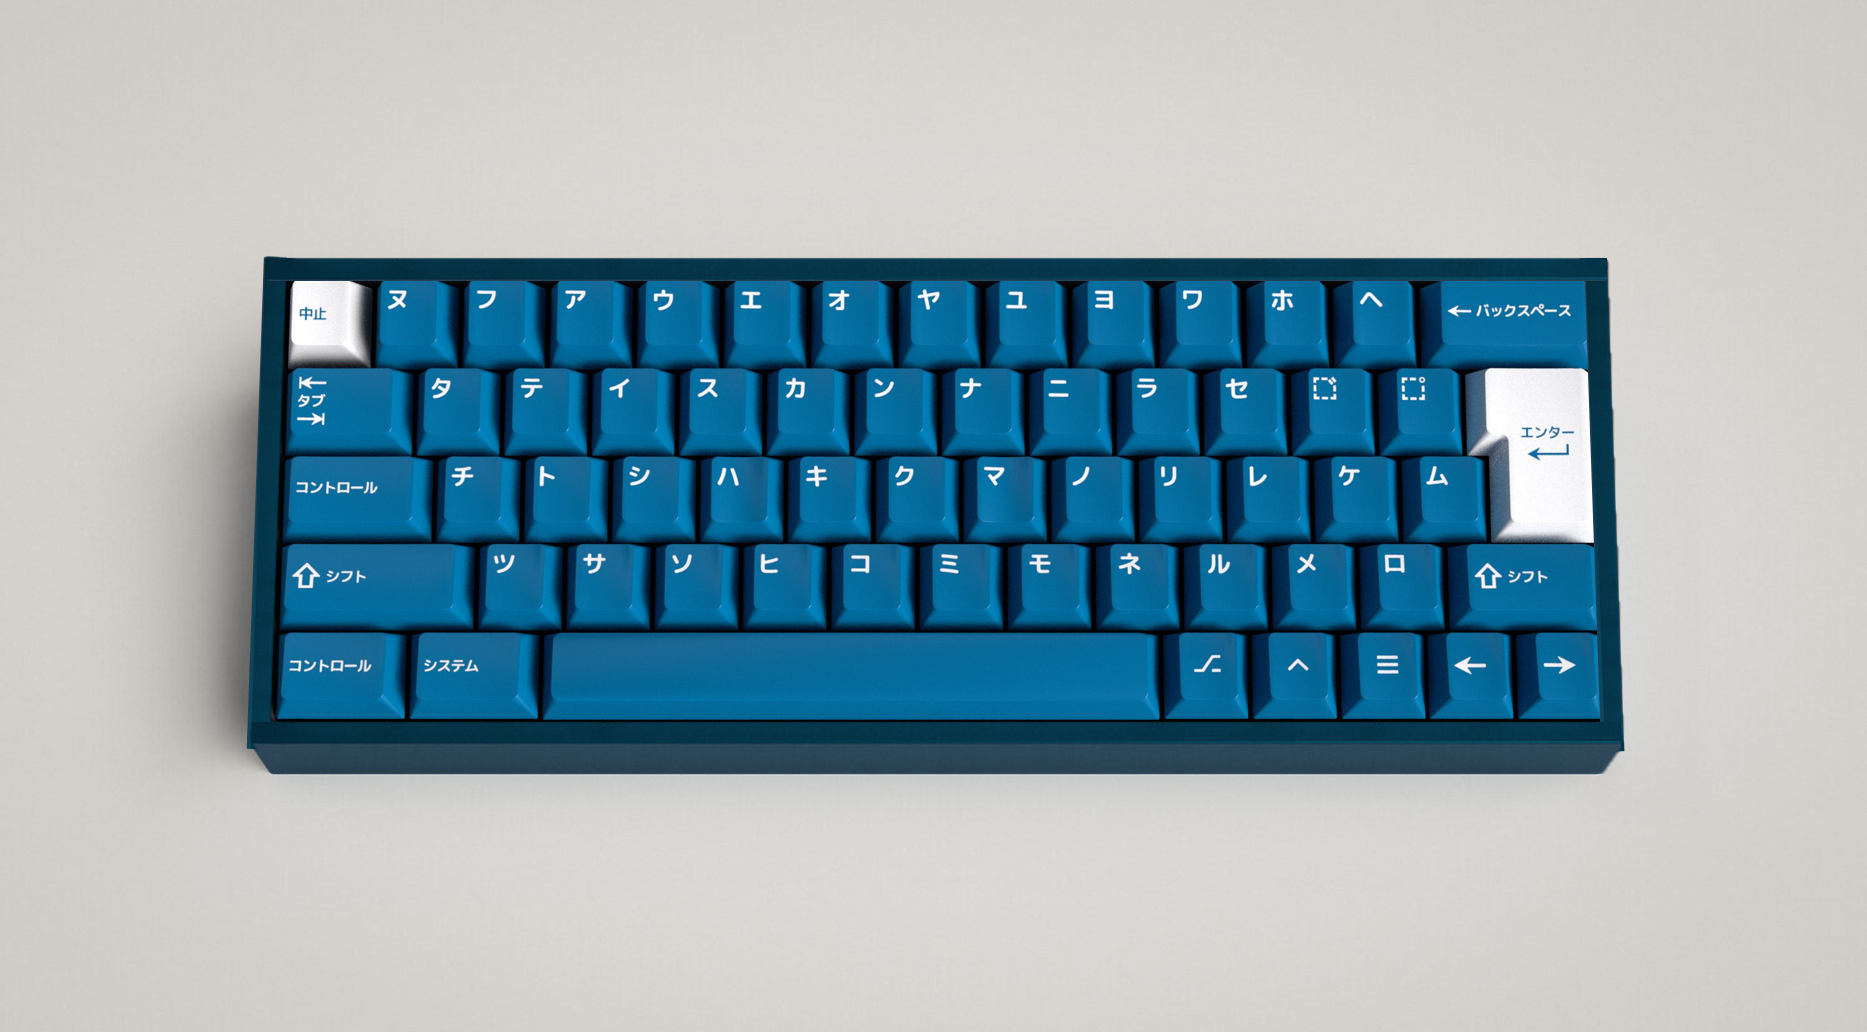 中止 ヌ フ ア ウ エ オ ヤ ユ ヨ ワ ホ ヘ ← バックスペース
⇤ タブ ⇥ タ テ イ ス カ ン ナ ニ ラ セ ゛ ゜ エンター ↵
コントロール チ ト シ ハ キ ク マ ノ リ レ ケ ム
⇧ シフト ツ サ ソ ヒ コ ミ モ ネ ル メ ロ ⇧ シフト
コントロール システム ⌥ ^ ☰ ← →